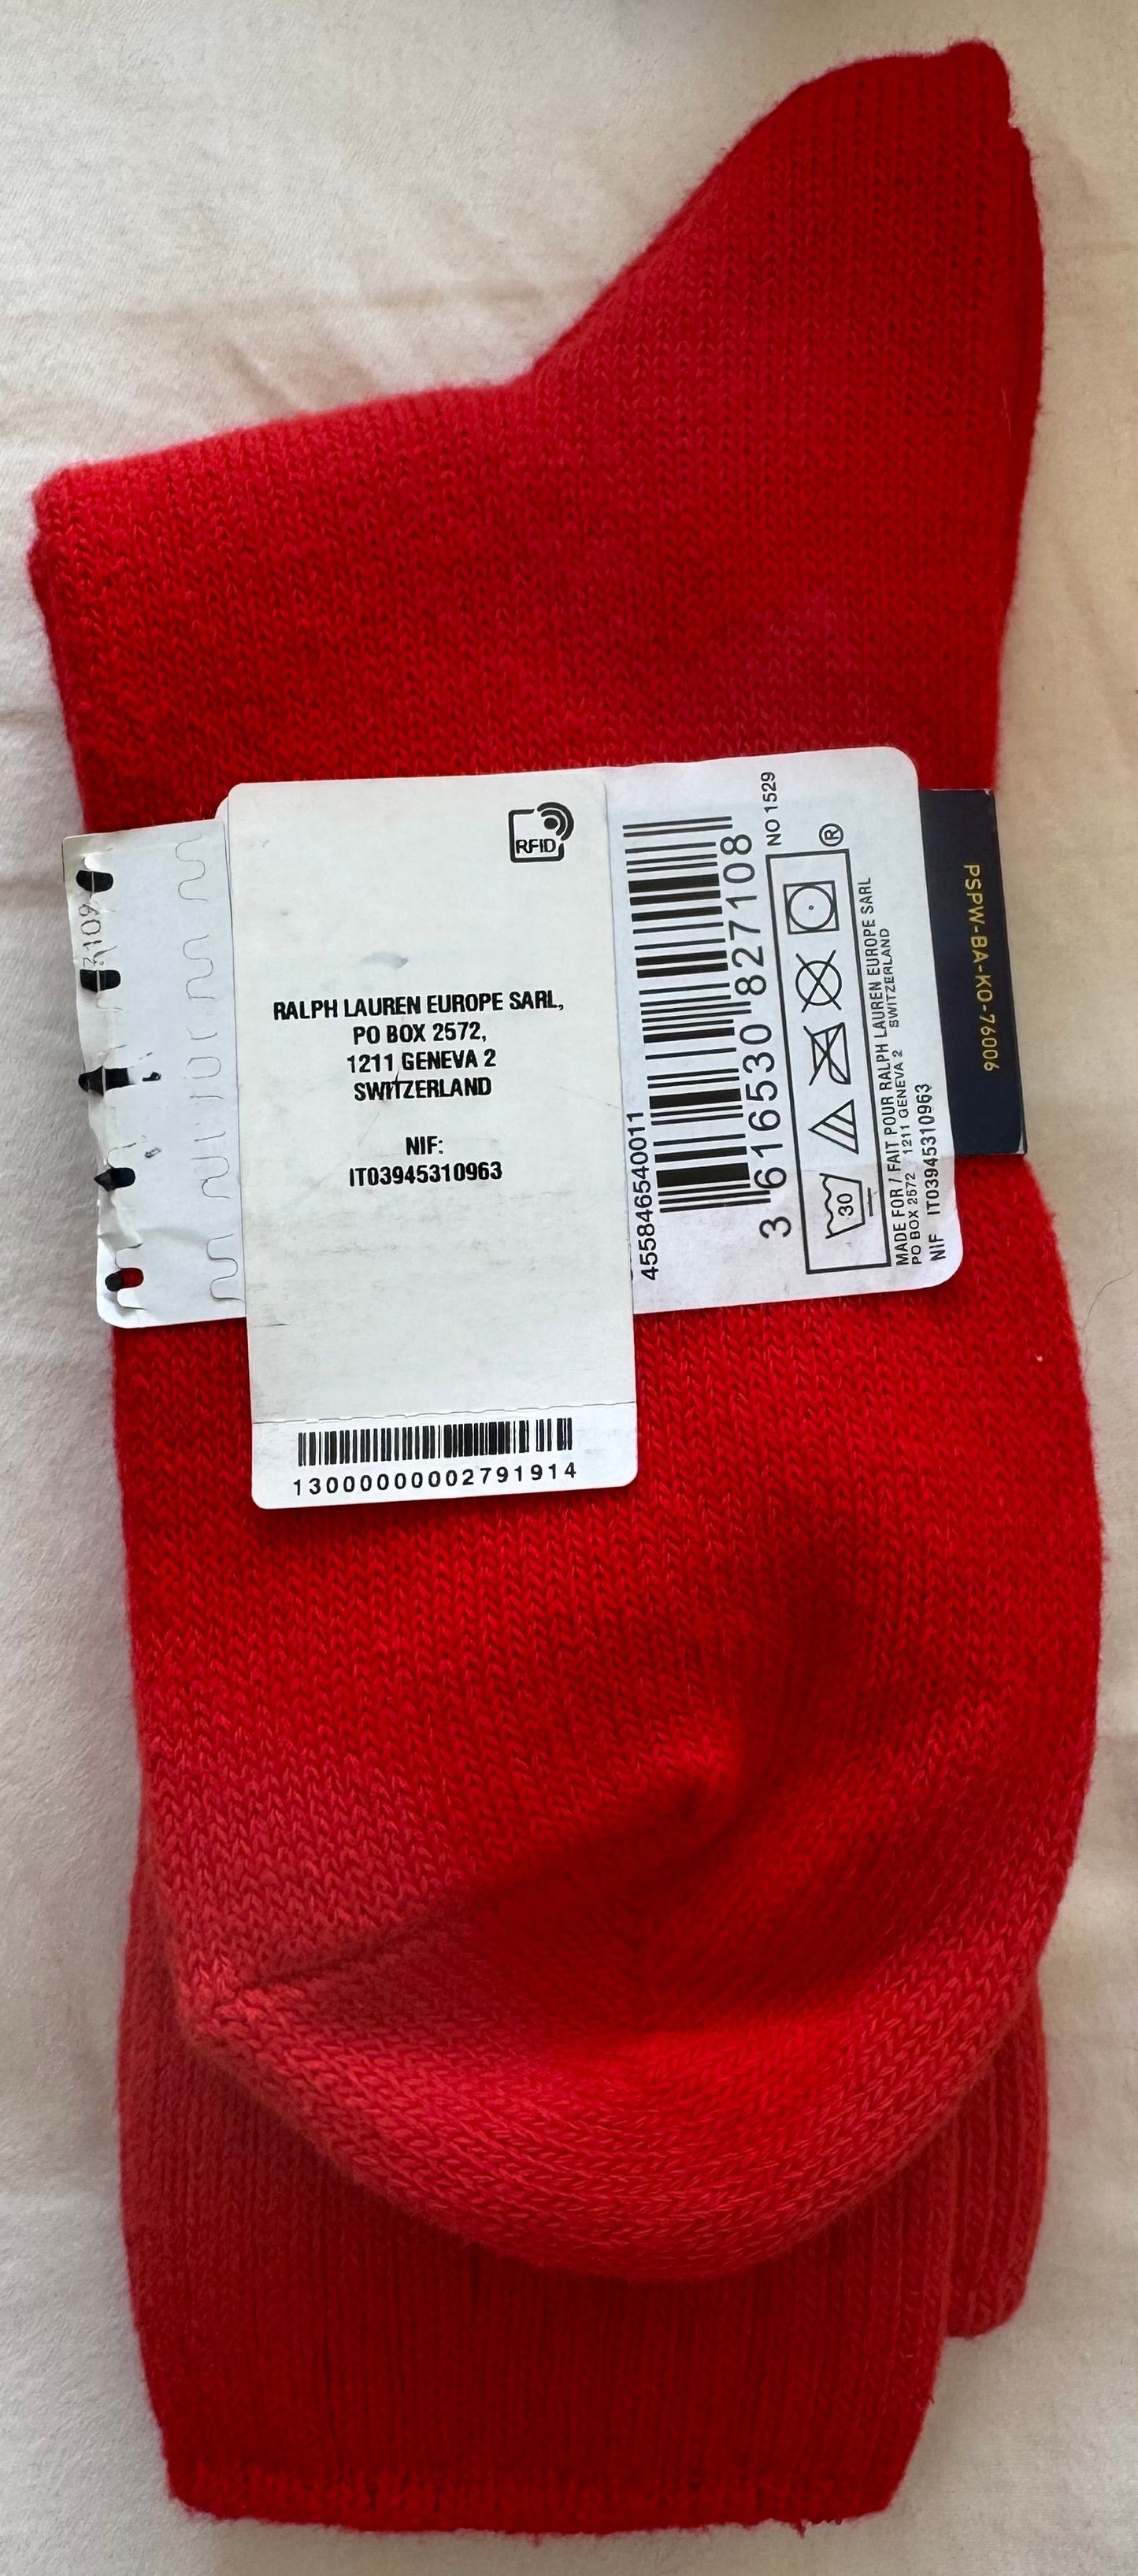 RFID
RALPH LAUREN EUROPE SARL,
PO BOX 2572,
1211 GENEVA 2
SWITZERLAND
NIF:
IT03945310963
13000000002791914
455846540011
3 616530 827108
NO 1529
®
30
MADE FOR / FAIT POUR RALPH LAUREN EUROPE SARL
PO BOX 2572 1211 GENEVA 2 SWITZERLAND
NIF IT03945310963
PSPW-BA-KO-76006